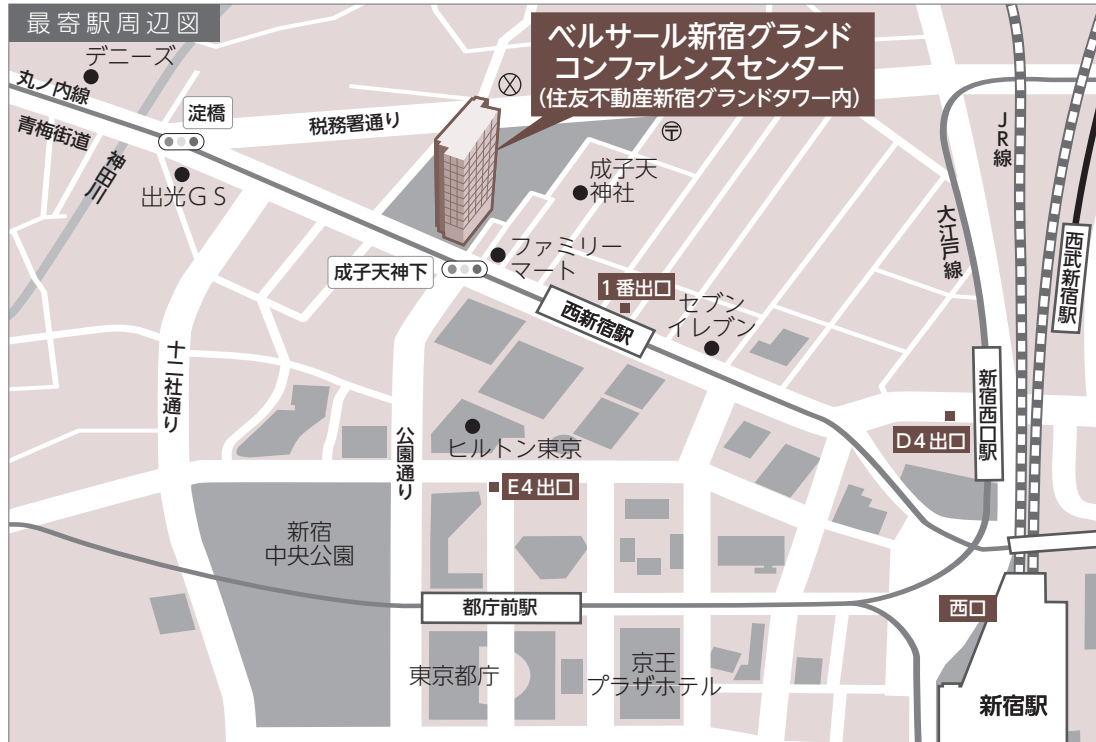 最寄駅周辺図
デニーズ
ベルサール新宿グランド
コンファレンスセンター
(住友不動産新宿グランドタワー内)
丸ノ内線
淀橋
税務署通り
〒
JR線
青梅街道
神田川
出光GS
成子天
神社
大江戸線
西武新宿駅
ファミリー
マート
成子天神下
1番出口
セブン
イレブン
西新宿駅
十二社通り
新宿西口駅
公園通り
D4出口
ヒルトン東京
E4出口
新宿
中央公園
都庁前駅
西口
東京都庁
京王
プラザホテル
新宿駅